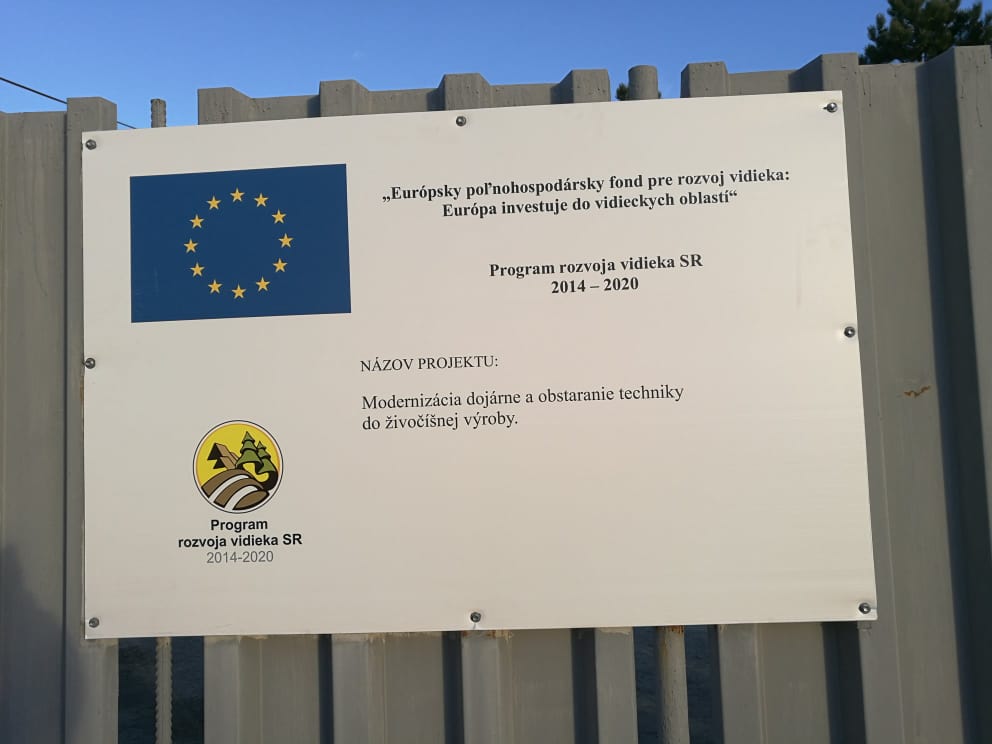 „Európsky poľnohospodársky fond pre rozvoj vidieka:
Európa investuje do vidieckych oblastí“
Program rozvoja vidieka SR
2014 – 2020
NÁZOV PROJEKTU:
Modernizácia dojárne a obstaranie techniky
do živočíšnej výroby.
Program
rozvoja vidieka SR
2014-2020